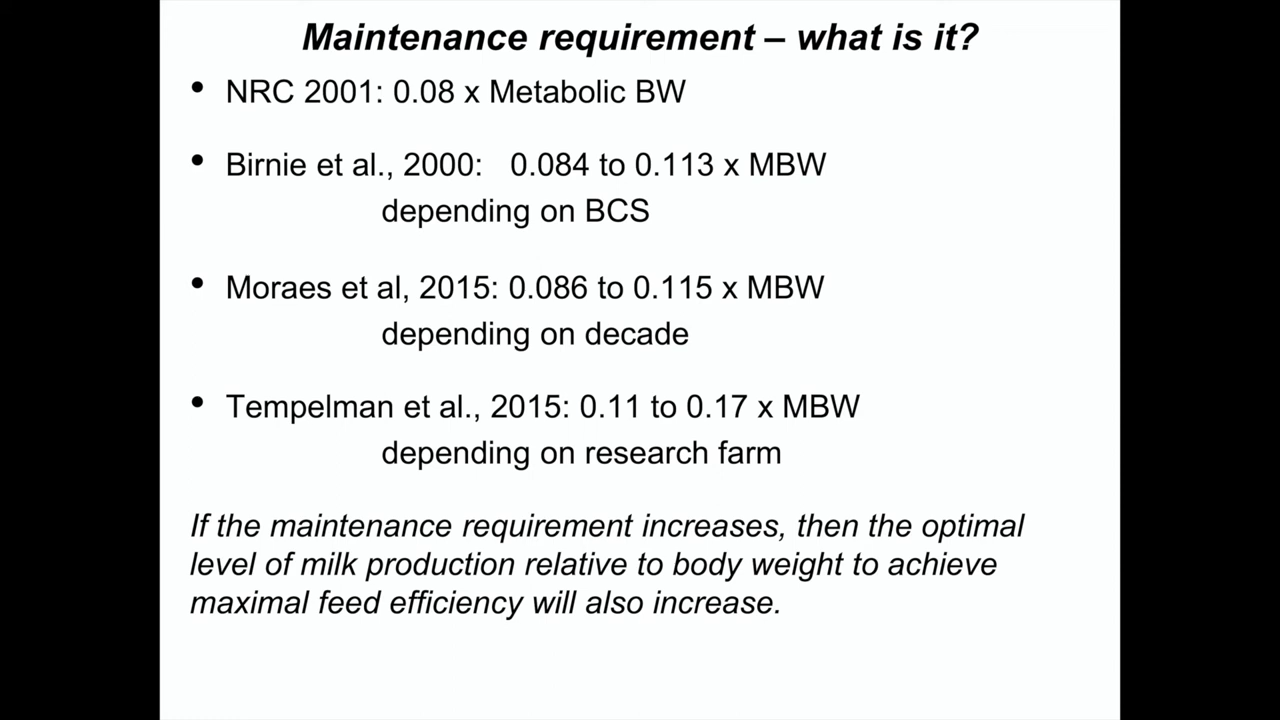 Maintenance requirement – what is it?
• NRC 2001: 0.08 x Metabolic BW
• Birnie et al., 2000: 0.084 to 0.113 x MBW
depending on BCS
• Moraes et al, 2015: 0.086 to 0.115 x MBW
depending on decade
• Tempelman et al., 2015: 0.11 to 0.17 x MBW
depending on research farm
If the maintenance requirement increases, then the optimal
level of milk production relative to body weight to achieve
maximal feed efficiency will also increase.